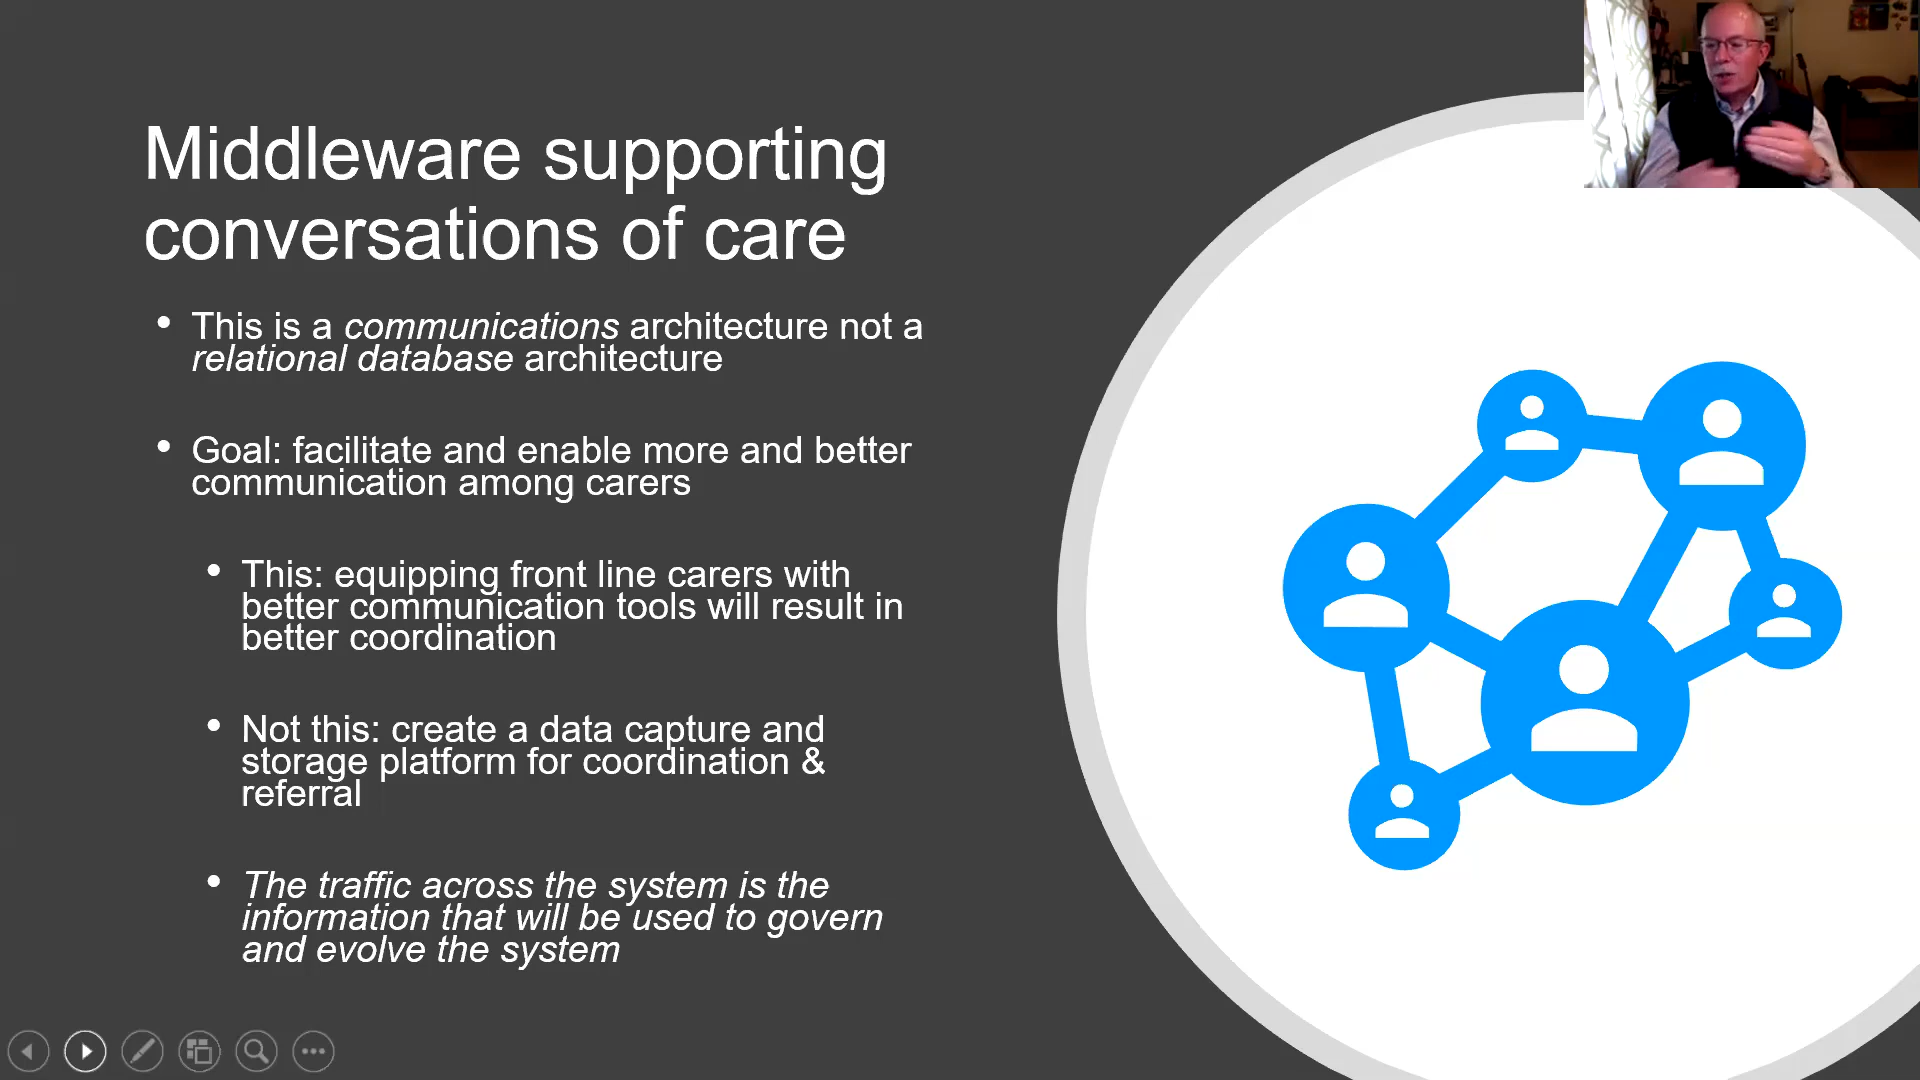 Middleware supporting
conversations of care
• This is a communications architecture not a
relational database architecture
• Goal: facilitate and enable more and better
communication among carers
• This: equipping front line carers with
better communication tools will result in
better coordination
• Not this: create a data capture and
storage platform for coordination &
referral
• The traffic across the system is the
information that will be used to govern
and evolve the system